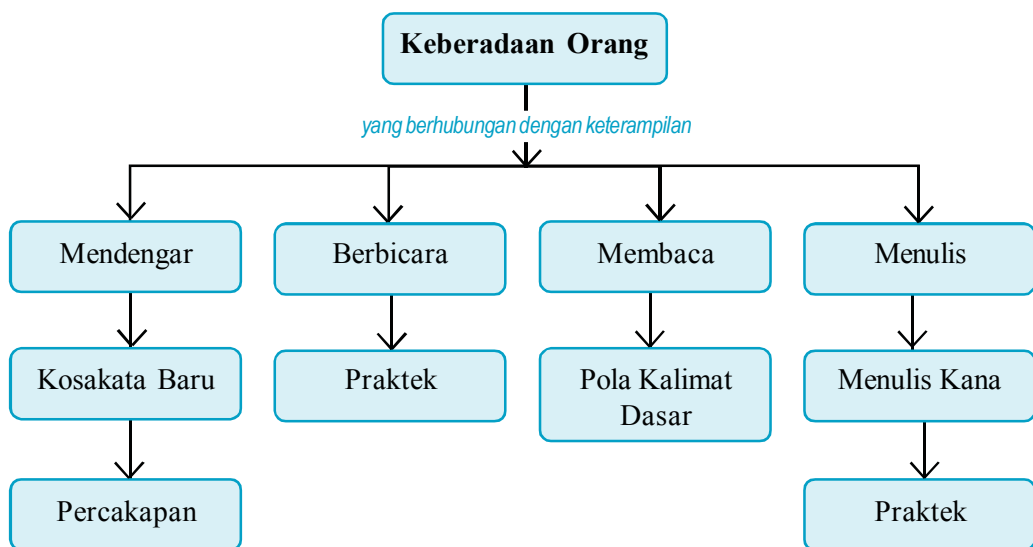 Keberadaan Orang
yang berhubungan dengan keterampilan
Mendengar
Berbicara
Membaca
Menulis
Kosakata Baru
Praktek
Pola Kalimat
Dasar
Menulis Kana
Percakapan
Praktek